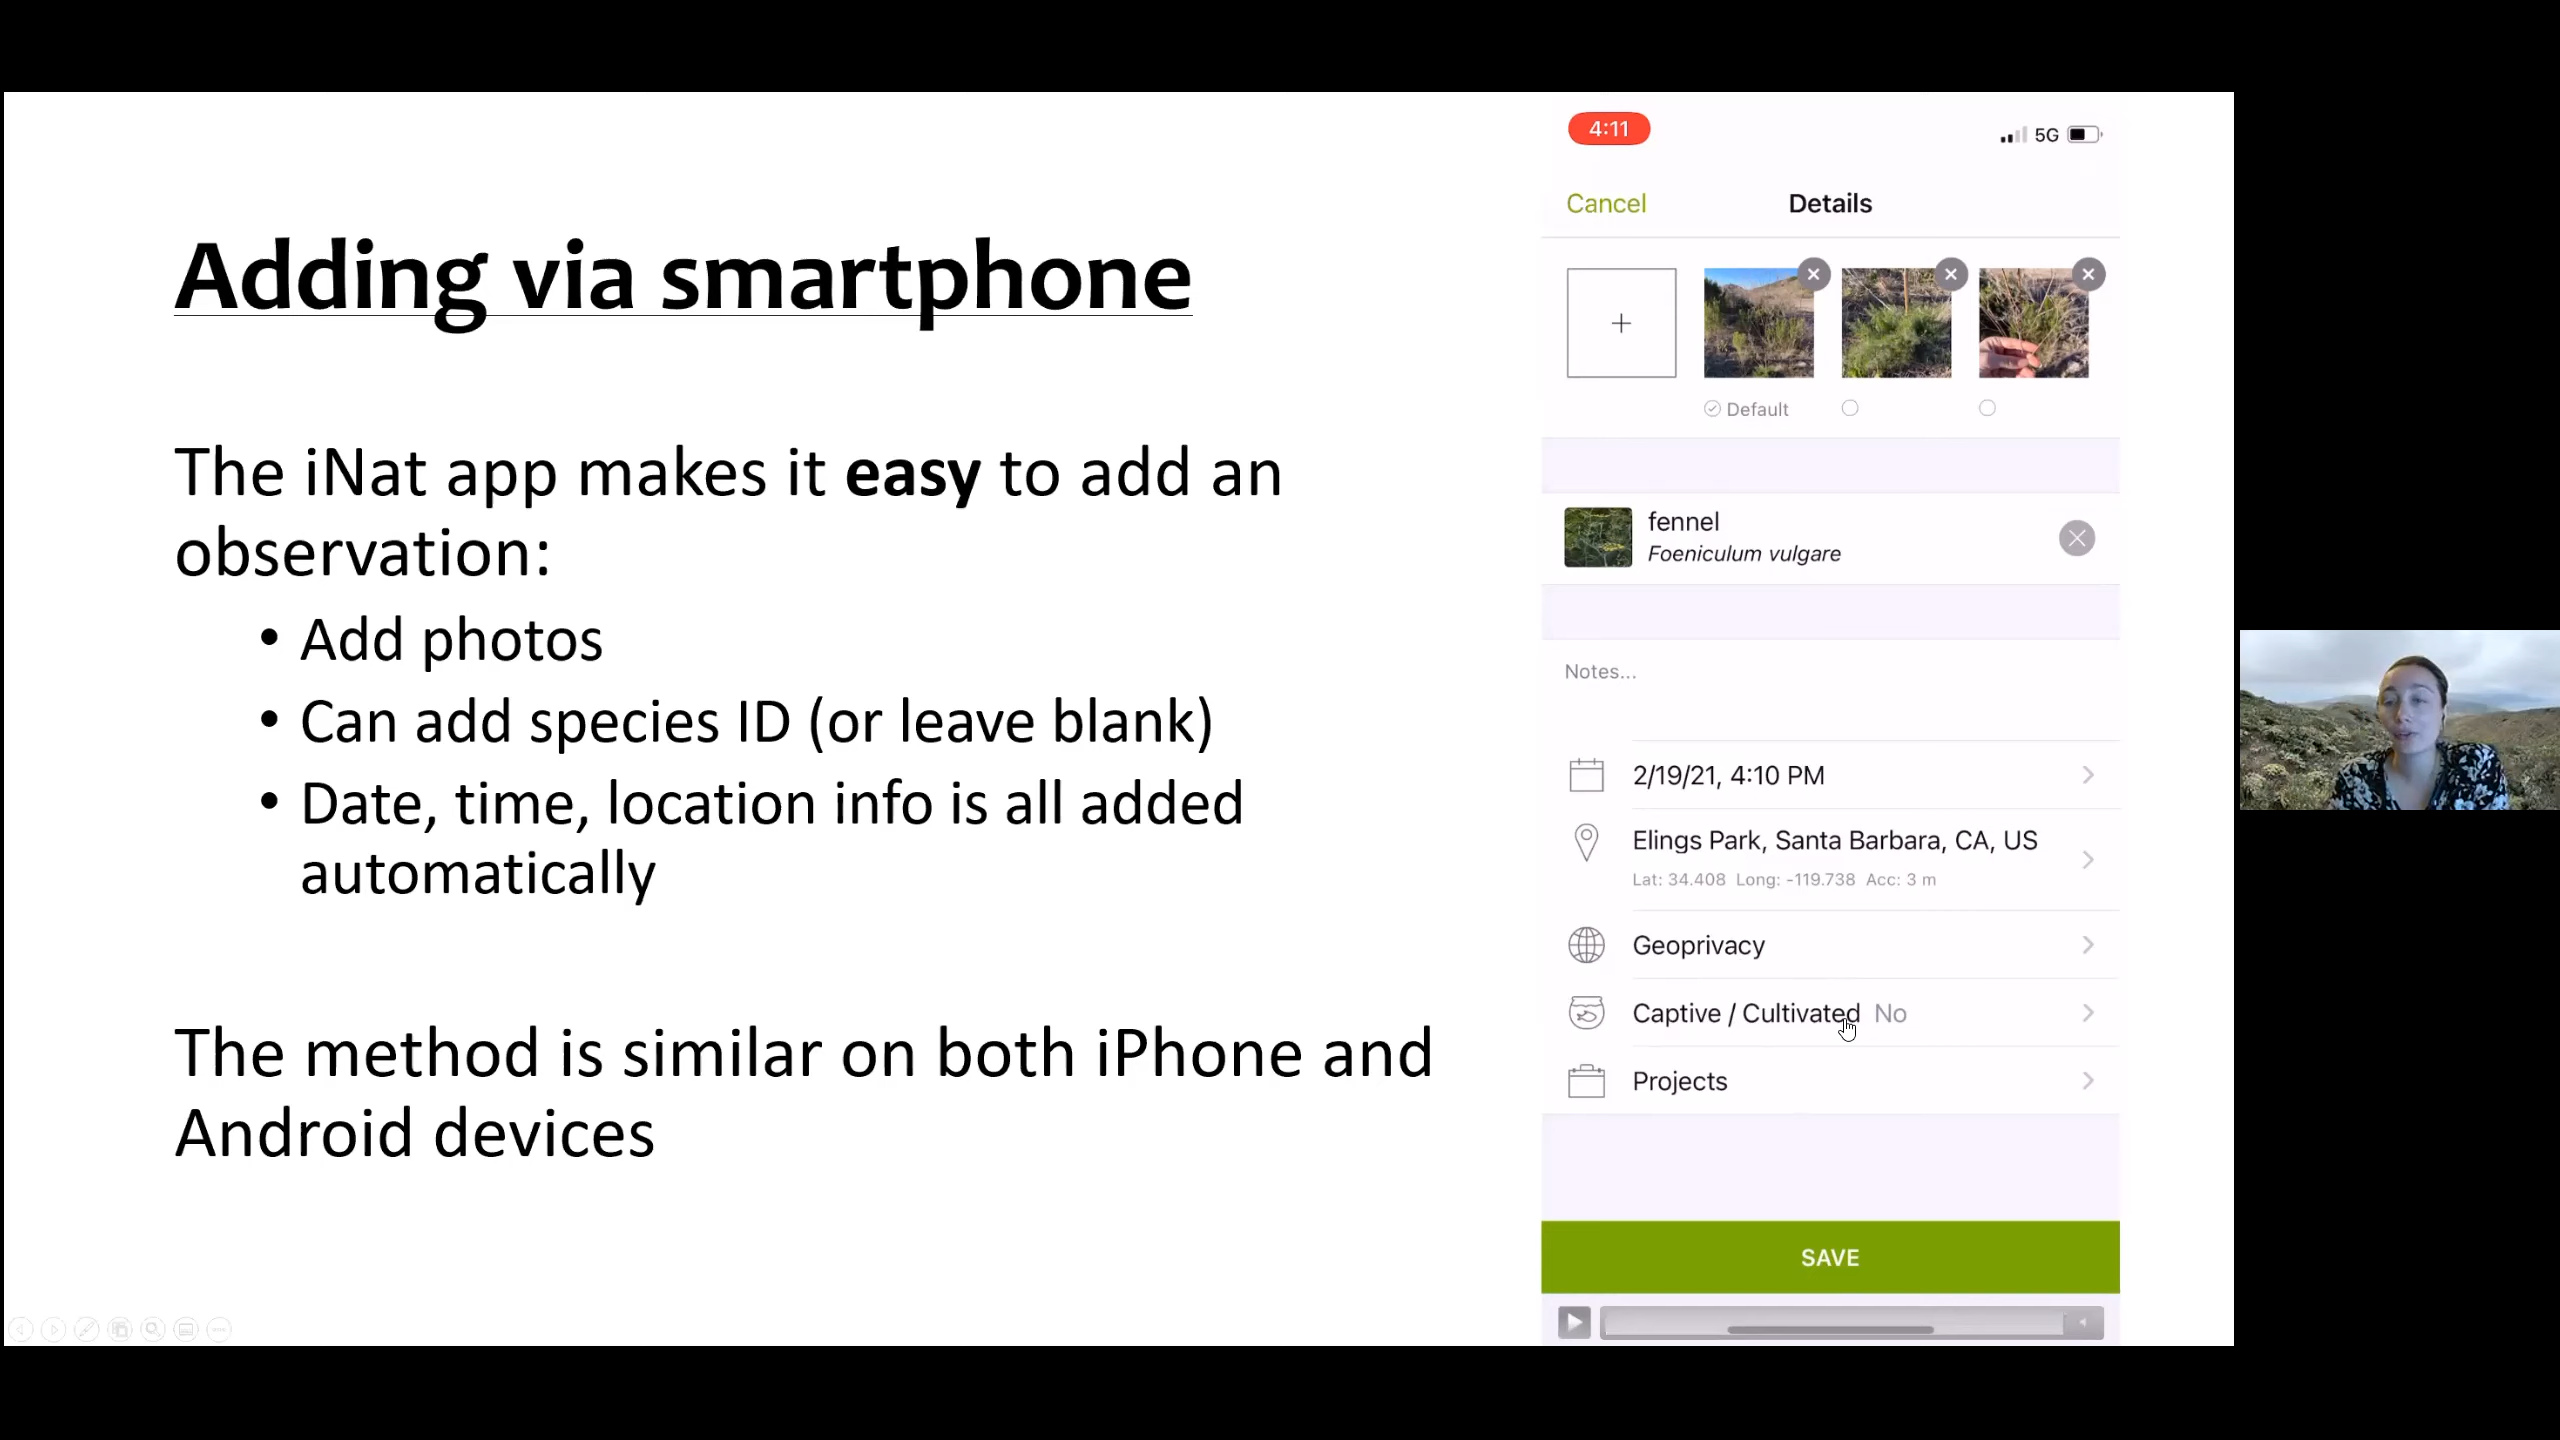 Adding via smartphone
The iNat app makes it easy to add an
observation:
• Add photos
• Can add species ID (or leave blank)
• Date, time, location info is all added
automatically
The method is similar on both iPhone and
Android devices
4:11
5G
Cancel
Details
Default
fennel
Foeniculum vulgare
Notes...
2/19/21, 4:10 PM
Elings Park, Santa Barbara, CA, US
Lat: 34.408 Long: -119.738 Acc: 3 m
Geoprivacy
Captive / Cultivated No
Projects
SAVE